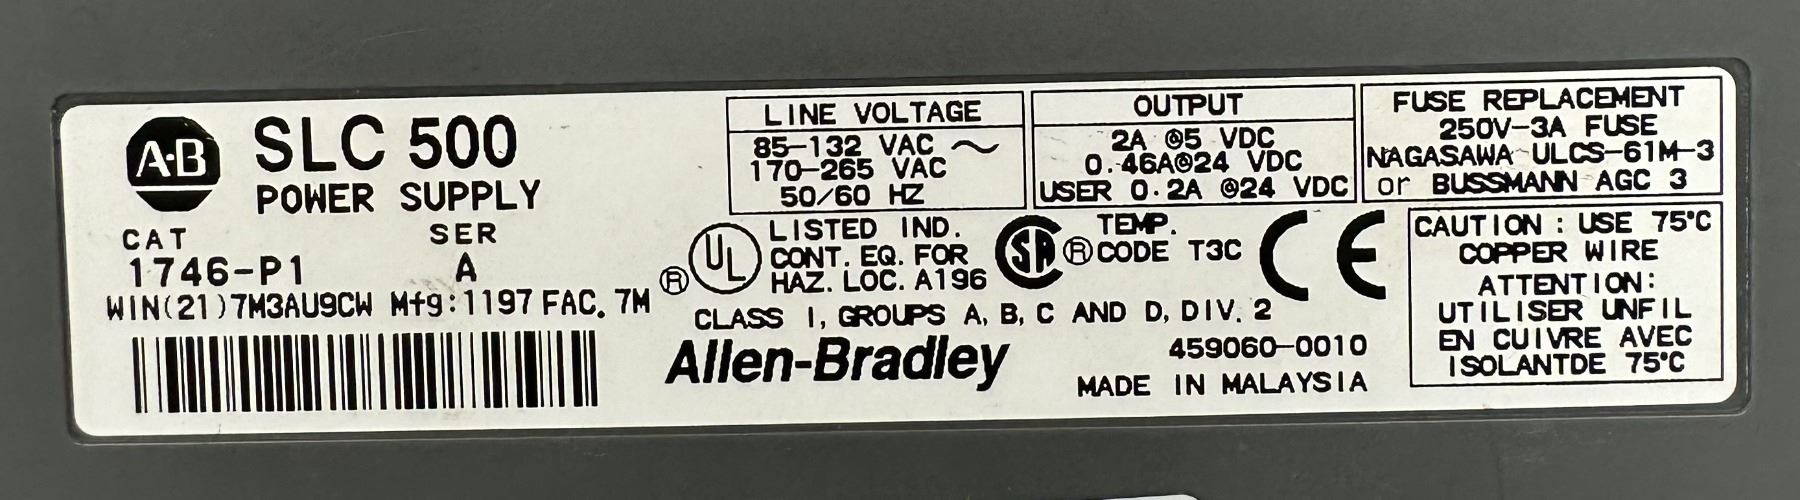 A·B
SLC 500
POWER SUPPLY
CAT SER
1746-P1 A
WIN(21)7M3AU9CW Mfg:1197 FAC. 7M
LINE VOLTAGE
85-132 VAC ~
170-265 VAC
50/60 HZ
OUTPUT
2A @5 VDC
0.46A@24 VDC
USER 0.2A @24 VDC
FUSE REPLACEMENT
250V-3A FUSE
NAGASAWA ULCS-61M-3
or BUSSMANN AGC 3
® UL LISTED IND.
CONT. EQ. FOR
HAZ. LOC. A196
SA ® TEMP.
CODE T3C
CE
CLASS I, GROUPS A, B, C AND D, DIV. 2
Allen-Bradley
459060-0010
MADE IN MALAYSIA
CAUTION : USE 75°C
COPPER WIRE
ATTENTION:
UTILISER UNFIL
EN CUIVRE AVEC
ISOLANTDE 75°C